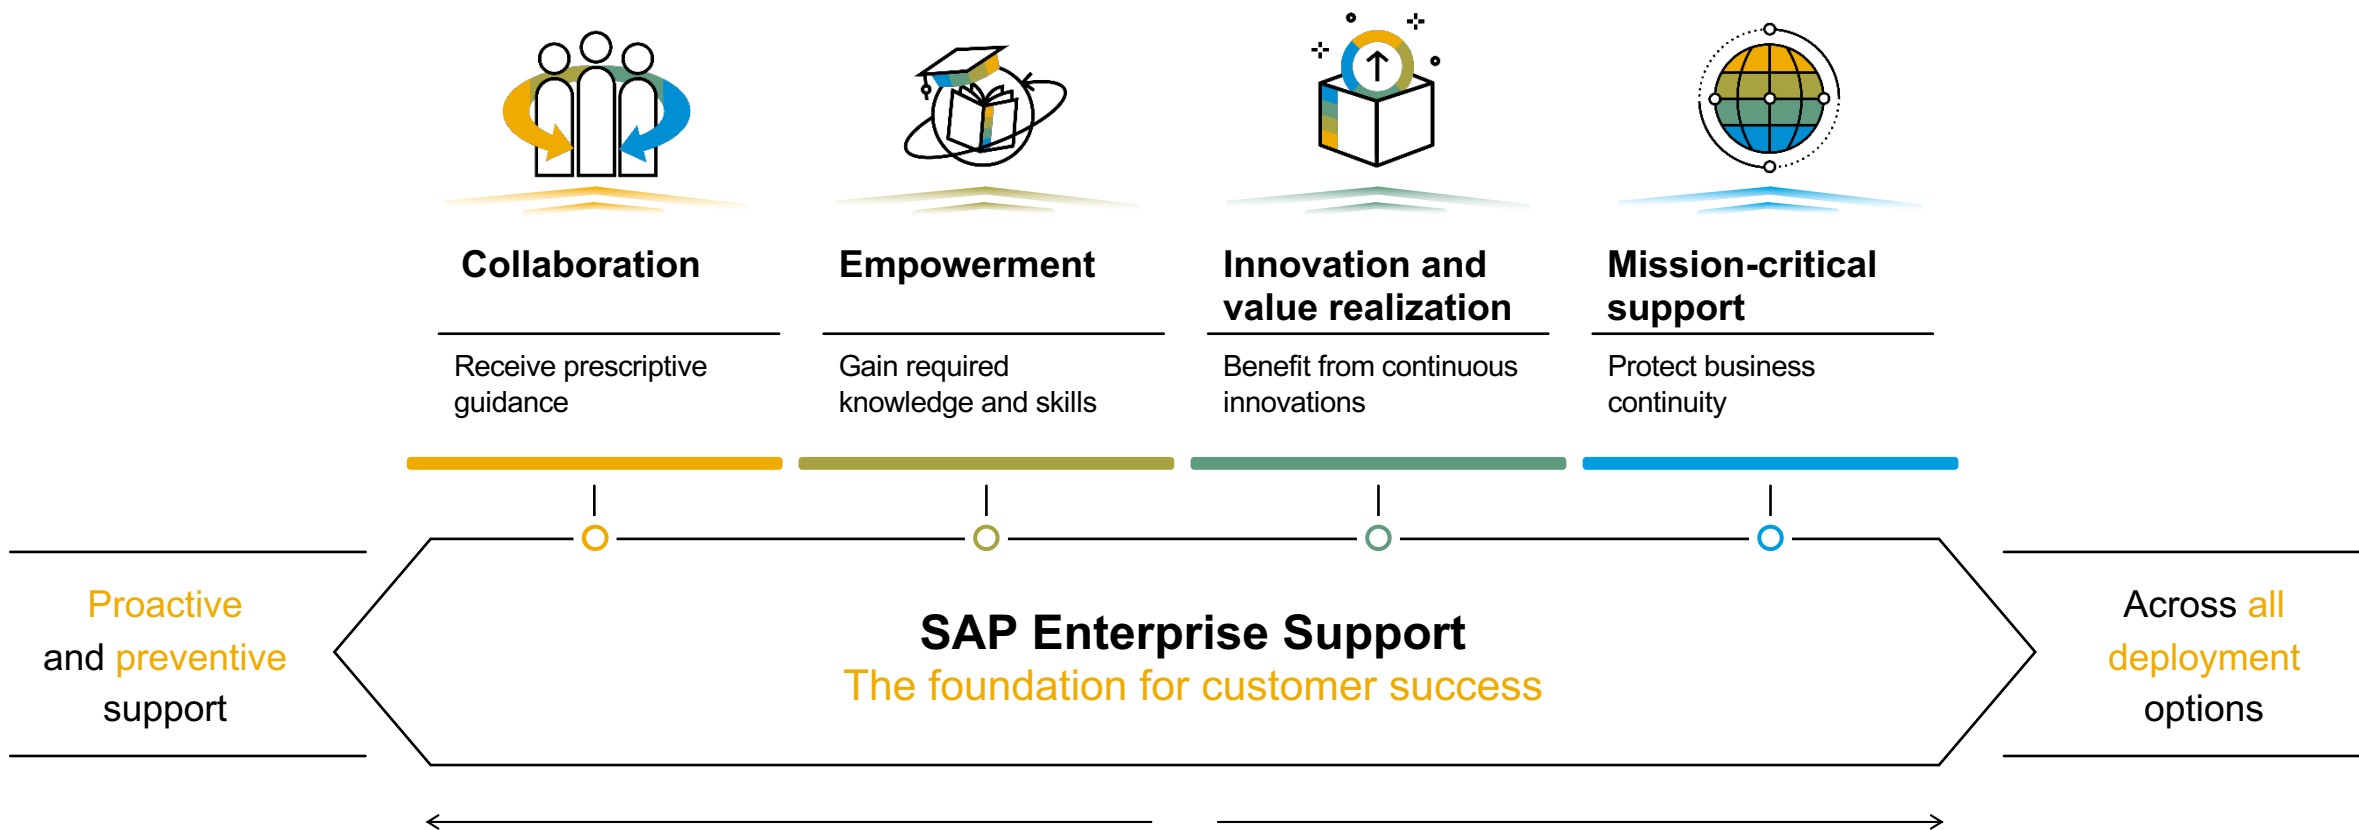 Collaboration
Receive prescriptive
guidance
Empowerment
Gain required
knowledge and skills
Innovation and
value realization
Benefit from continuous
innovations
Mission-critical
support
Protect business
continuity
Proactive
and preventive
support
SAP Enterprise Support
The foundation for customer success
Across all
deployment
options